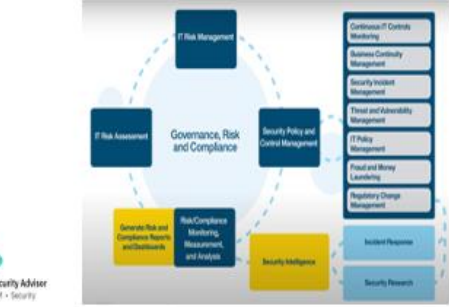 IT Risk Management
IT Risk Assessment
Governance, Risk
and Compliance
Security Policy and
Control Management
Generate Risk and
Compliance Reports
and Dashboards
Risk/Compliance
Monitoring,
Measurement,
and Analysis
Security Intelligence
Continuous IT Controls
Monitoring
Business Continuity
Management
Security Incident
Management
Threat and Vulnerability
Management
IT Policy
Management
Fraud and Money
Laundering
Regulatory Change
Management
Incident Response
Security Research
curity Advisor
Security